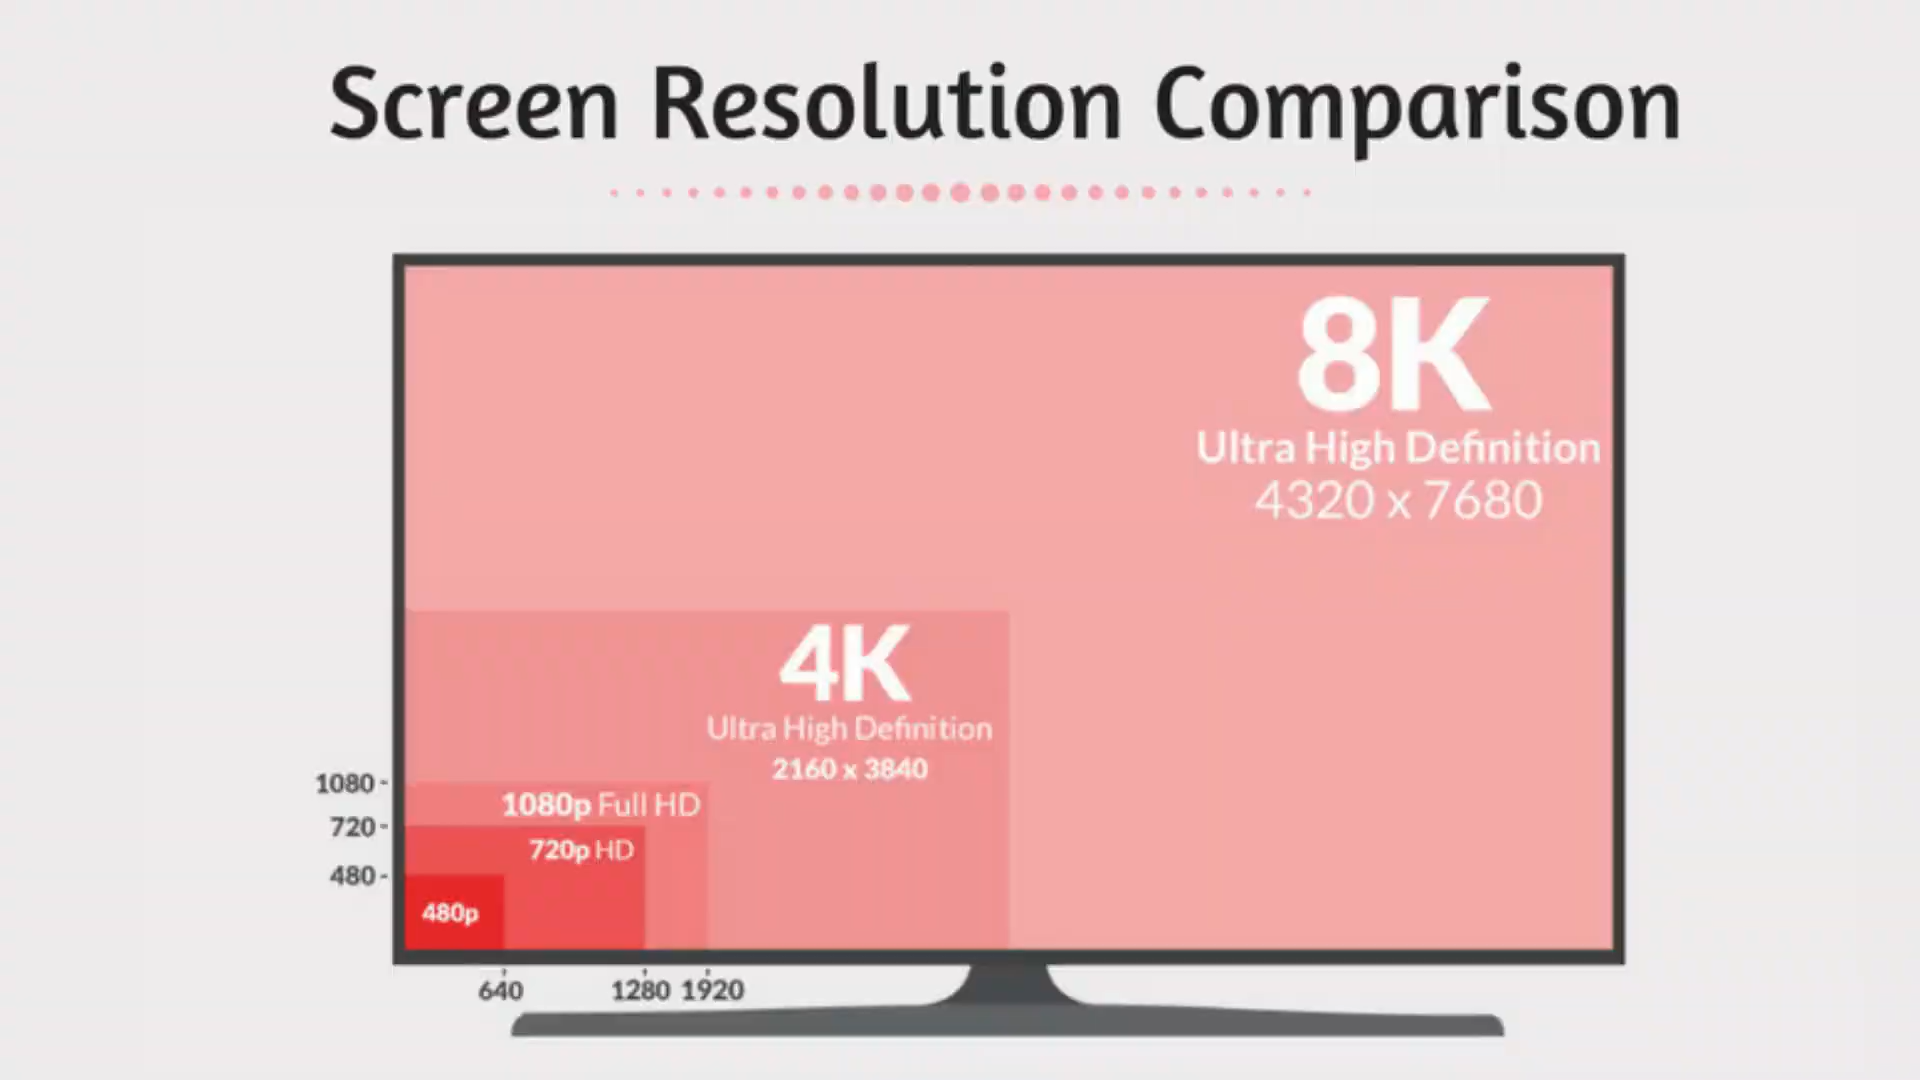 Screen Resolution Comparison
8K
Ultra High Definition
4320 x 7680
4K
Ultra High Definition
2160 x 3840
1080 -
1080p Full HD
720 -
720p HD
480 -
480p
640
1280
1920